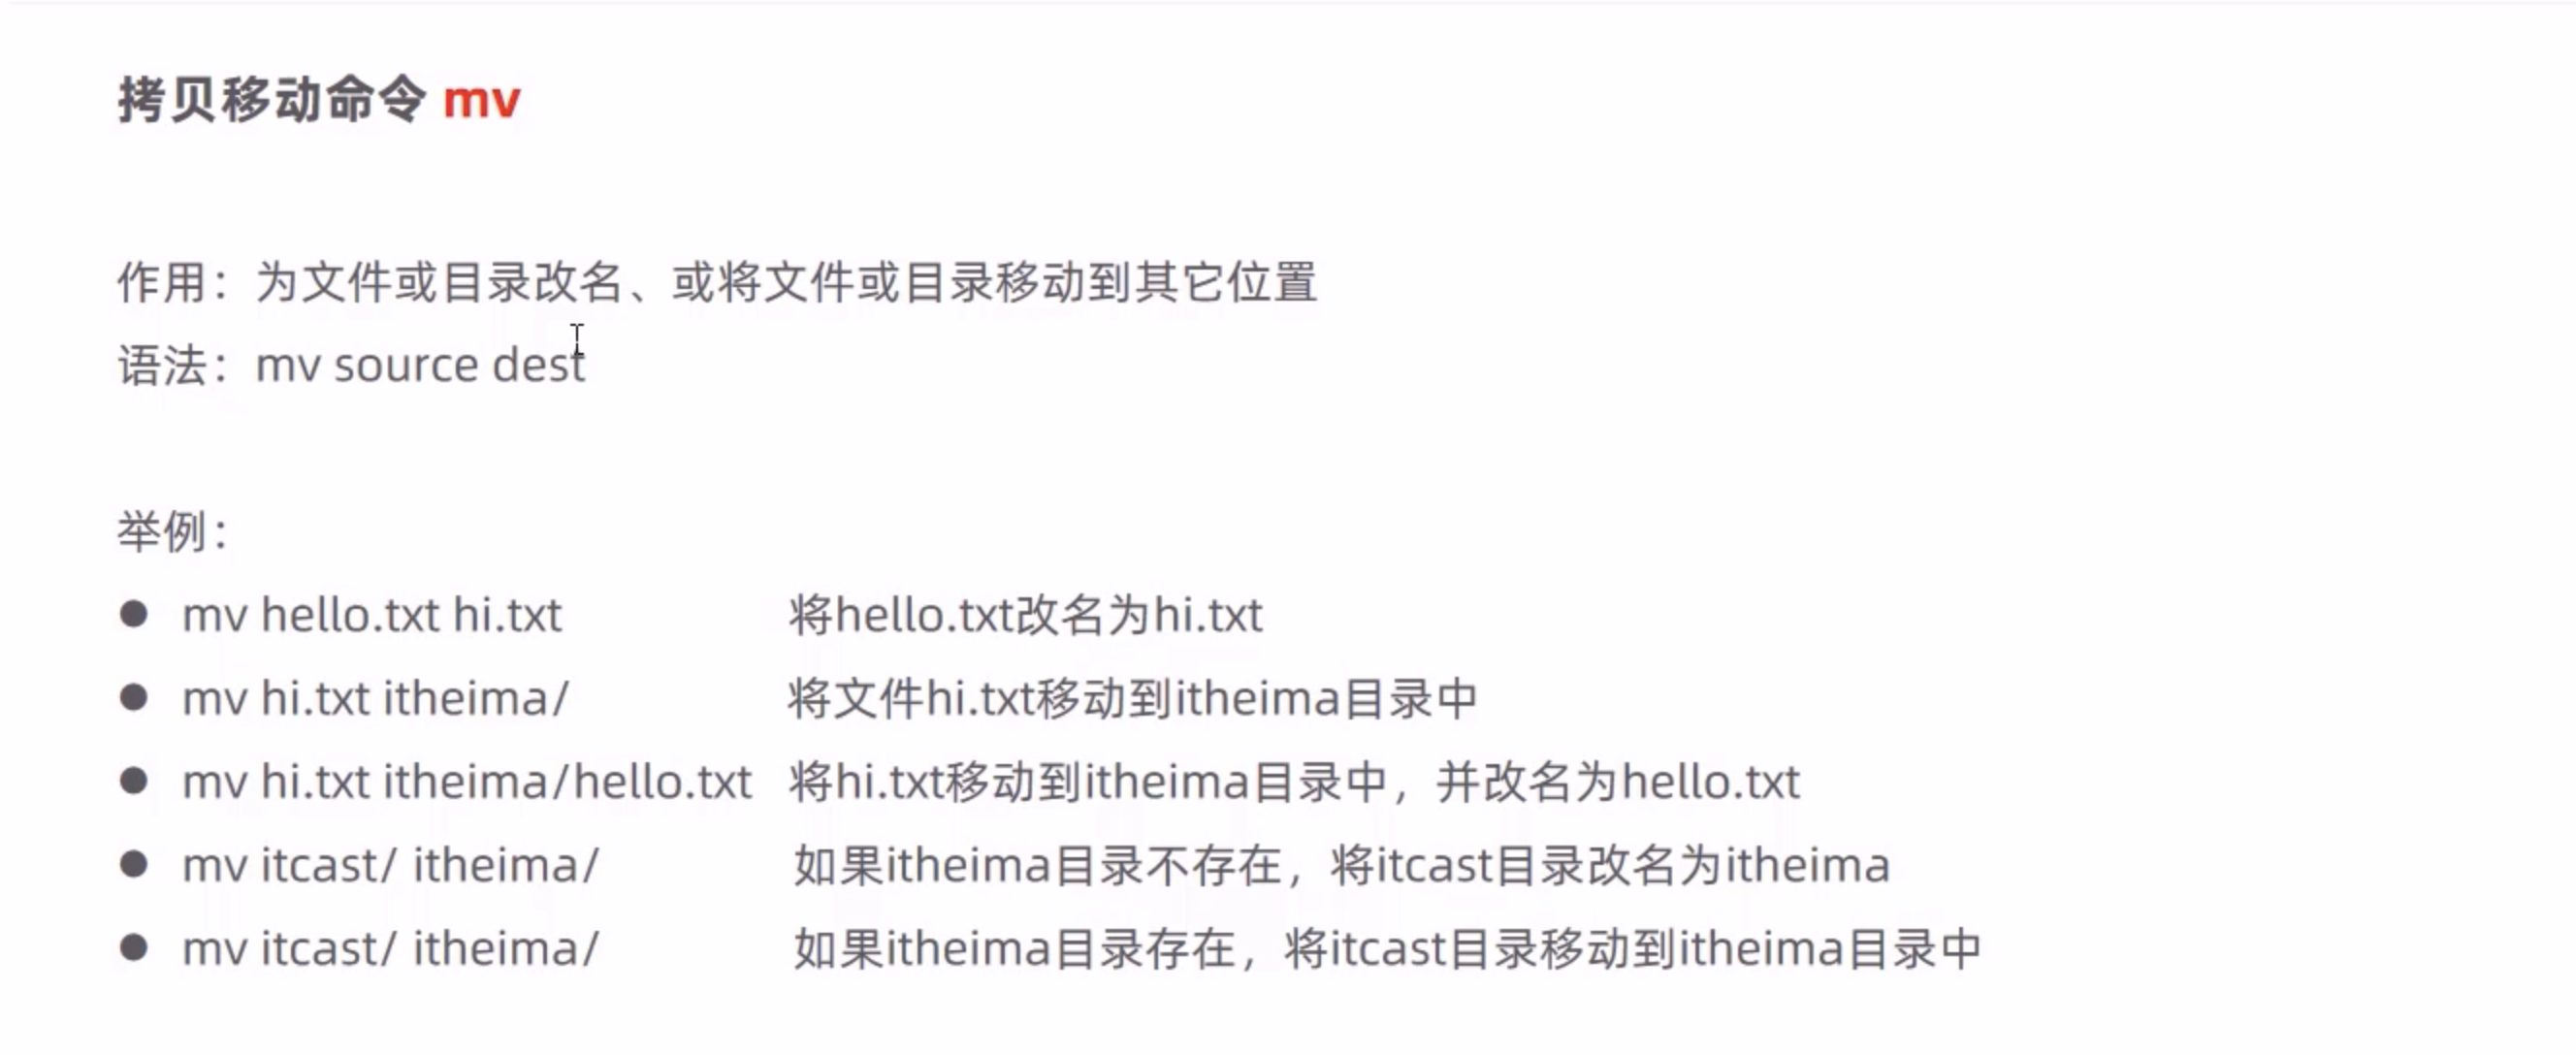 拷贝移动命令 mv
作用：为文件或目录改名、或将文件或目录移动到其它位置
语法：mv source dest
举例：
● mv hello.txt hi.txt 将hello.txt改名为hi.txt
● mv hi.txt itheima/ 将文件hi.txt移动到itheima目录中
● mv hi.txt itheima/hello.txt 将hi.txt移动到itheima目录中，并改名为hello.txt
● mv itcast/ itheima/ 如果itheima目录不存在，将itcast目录改名为itheima
● mv itcast/ itheima/ 如果itheima目录存在，将itcast目录移动到itheima目录中